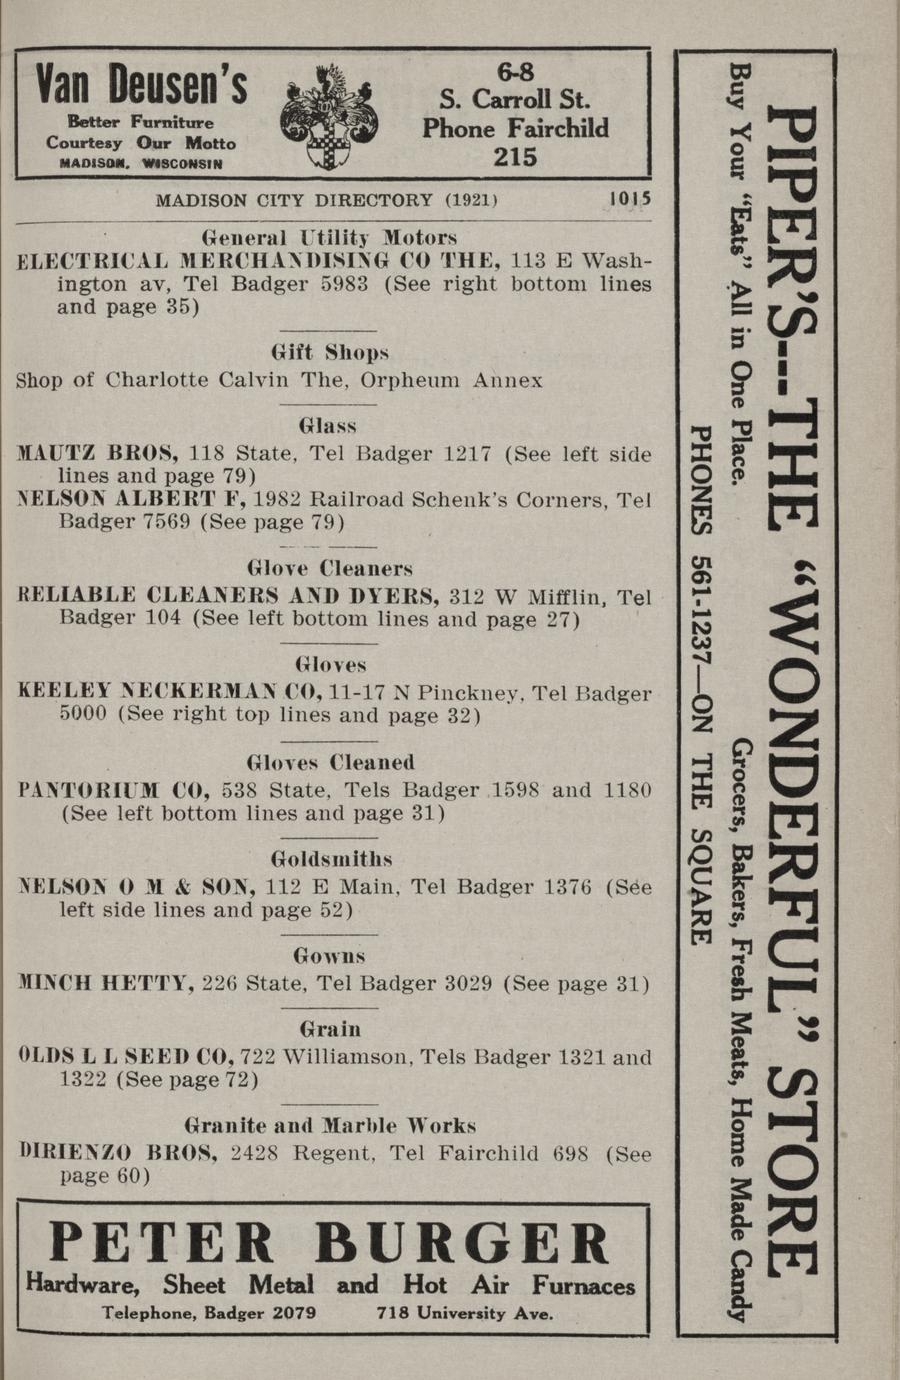 Van Deusen's
Better Furniture
Courtesy Our Motto
MADISON, WISCONSIN
6-8
S. Carroll St.
Phone Fairchild
215
MADISON CITY DIRECTORY (1921) 1015
General Utility Motors
ELECTRICAL MERCHANDISING CO THE, 113 E Wash-
ington av, Tel Badger 5983 (See right bottom lines
and page 35)
Gift Shops
Shop of Charlotte Calvin The, Orpheum Annex
Glass
MAUTZ BROS, 118 State, Tel Badger 1217 (See left side
lines and page 79)
NELSON ALBERT F, 1982 Railroad Schenk's Corners, Tel
Badger 7569 (See page 79)
Glove Cleaners
RELIABLE CLEANERS AND DYERS, 312 W Mifflin, Tel
Badger 104 (See left bottom lines and page 27)
Gloves
KEELEY NECKERMAN CO, 11-17 N Pinckney, Tel Badger
5000 (See right top lines and page 32)
Gloves Cleaned
PANTORIUM CO, 538 State, Tels Badger 1598 and 1180
(See left bottom lines and page 31)
Goldsmiths
NELSON O M & SON, 112 E Main, Tel Badger 1376 (See
left side lines and page 52)
Gowns
MINCH HETTY, 226 State, Tel Badger 3029 (See page 31)
Grain
OLDS L L SEED CO, 722 Williamson, Tels Badger 1321 and
1322 (See page 72)
Granite and Marble Works
DIRIENZO BROS, 2428 Regent, Tel Fairchild 698 (See
page 60)
PETER BURGER
Hardware, Sheet Metal and Hot Air Furnaces
Telephone, Badger 2079 718 University Ave.
PIPER'S---THE "WONDERFUL" STORE
Buy Your "Eats" All in One Place. Grocers, Bakers, Fresh Meats, Home Made Candy
PHONES 561-1237—ON THE SQUARE